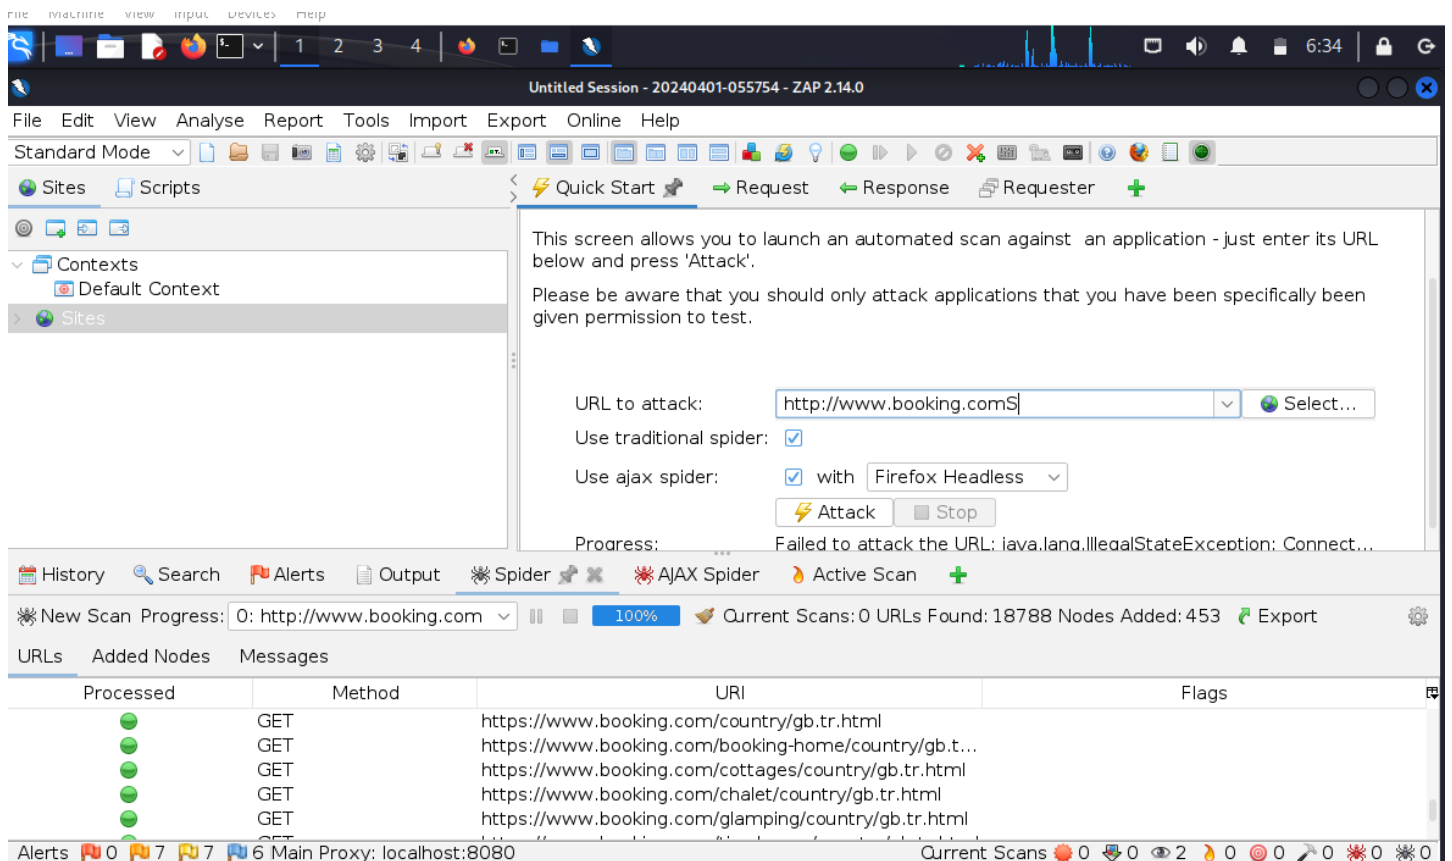 File Machine View Input Devices Help
1 2 3 4 6:34
Untitled Session - 20240401-055754 - ZAP 2.14.0
File Edit View Analyse Report Tools Import Export Online Help
Standard Mode
Sites Scripts Quick Start Request Response Requester
This screen allows you to launch an automated scan against an application - just enter its URL
below and press 'Attack'.
Contexts
Default Context
Please be aware that you should only attack applications that you have been specifically been
given permission to test.
Sites
URL to attack: http://www.booking.comS Select...
Use traditional spider:
Use ajax spider: with Firefox Headless
Attack Stop
Progress: Failed to attack the URL: java.lang.IllegalStateException: Connect...
History Search Alerts Output Spider AJAX Spider Active Scan
New Scan Progress: 0: http://www.booking.com 100% Current Scans: 0 URLs Found: 18788 Nodes Added: 453 Export
URLs Added Nodes Messages
Processed Method URI Flags
GET https://www.booking.com/country/gb.tr.html
GET https://www.booking.com/booking-home/country/gb.t...
GET https://www.booking.com/cottages/country/gb.tr.html
GET https://www.booking.com/chalet/country/gb.tr.html
GET https://www.booking.com/glamping/country/gb.tr.html
Alerts 0 7 7 6 Main Proxy: localhost:8080 Current Scans 0 0 2 0 0 0 0 0